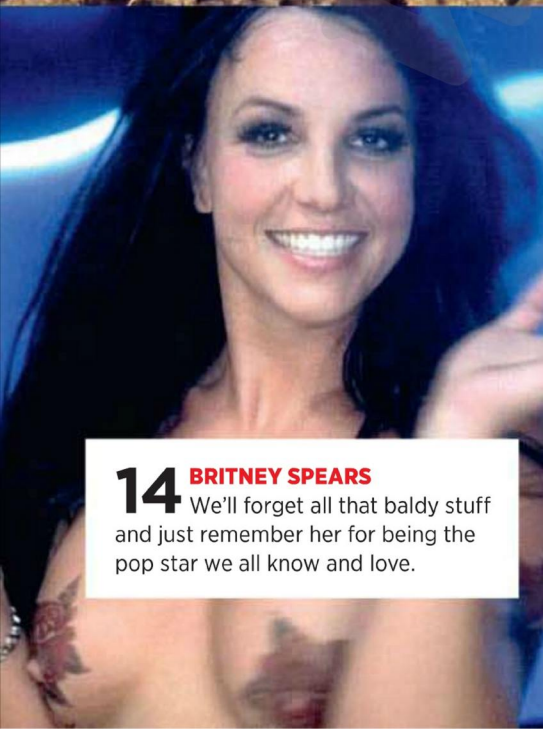 14 BRITNEY SPEARS
We'll forget all that baldy stuff
and just remember her for being the
pop star we all know and love.